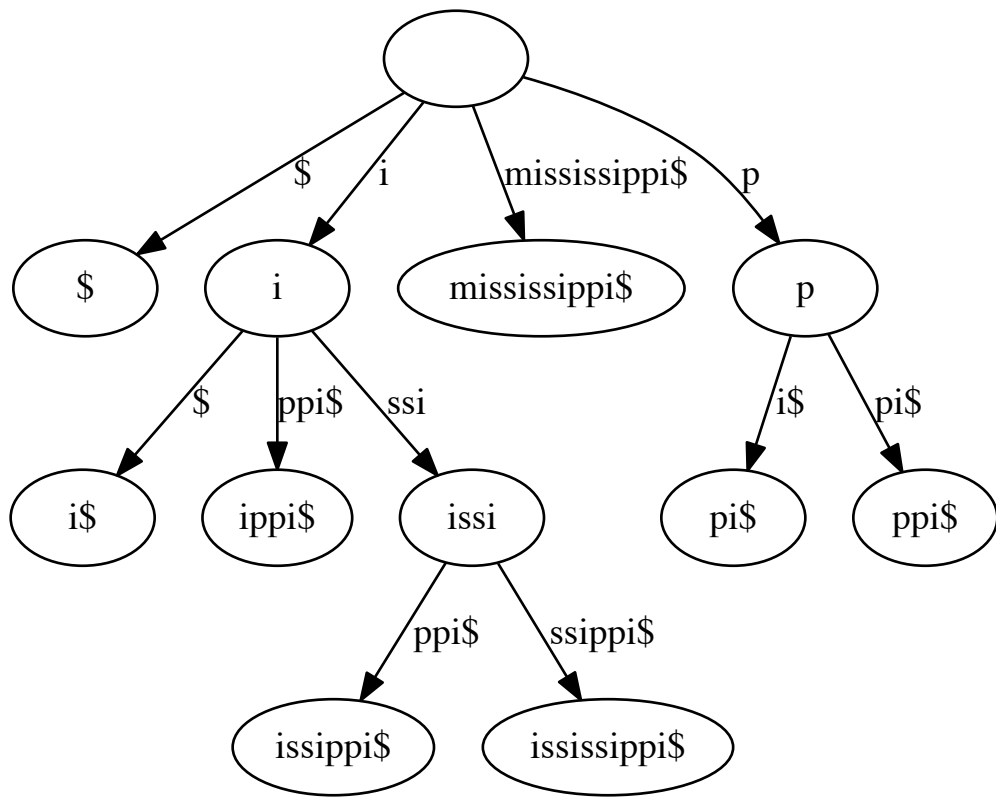 $ i mississippi$ p
$ i mississippi$ p
$ ppi$ ssi i$ pi$
i$ ippi$ issi pi$ ppi$
ppi$ ssippi$
issippi$ ississippi$